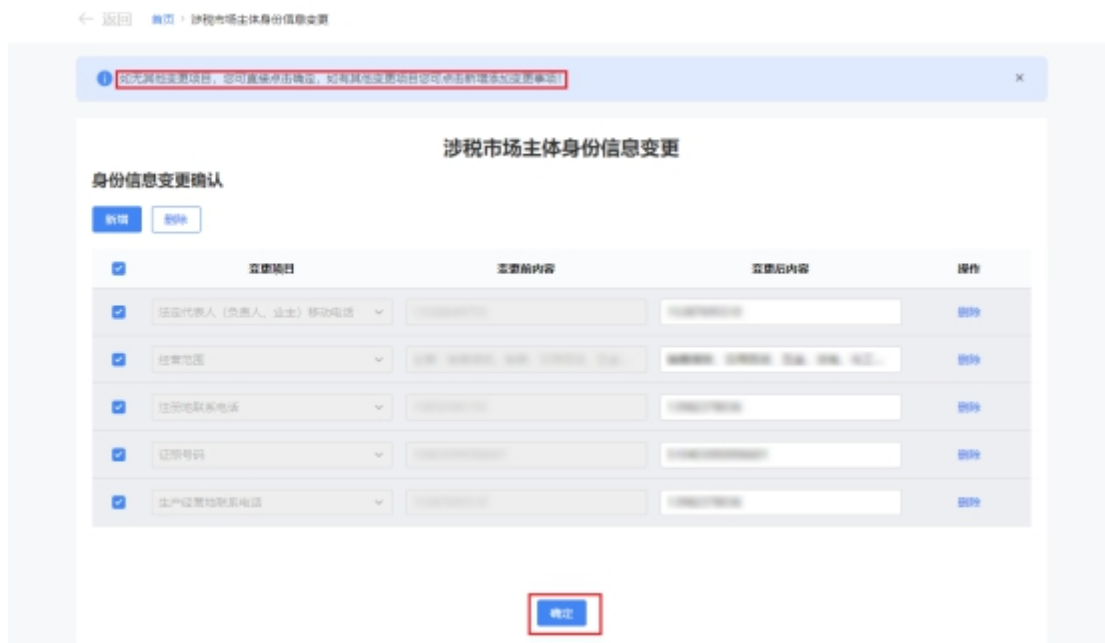 返回 首页 › 涉税市场主体身份信息变更
如无其他变更项目，您可直接点击确定，如有其他变更项目您可点击新增添加变更事项！
涉税市场主体身份信息变更
身份信息变更确认
新增 删除
变更项目 变更前内容 变更后内容 操作
法定代表人（负责人、业主）移动电话 删除
经营范围 删除
注册地联系电话 删除
证照号码 删除
生产经营地联系电话 删除
确定